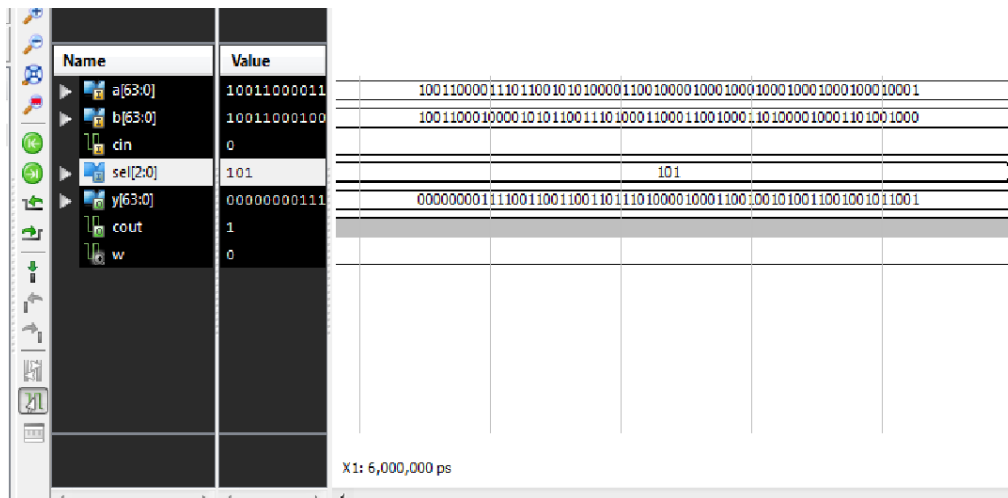 Name Value
a[63:0] 10011000011 1001100001110110010101000011001000010001000100010001000100010001
b[63:0] 10011000100 1001100010000101011001110100011000110010001101000010001101001000
cin 0
sel[2:0] 101 101
y[63:0] 00000000111 0000000011110011001100110111010000100011001001010011001001011001
cout 1
w 0
X1: 6,000,000 ps